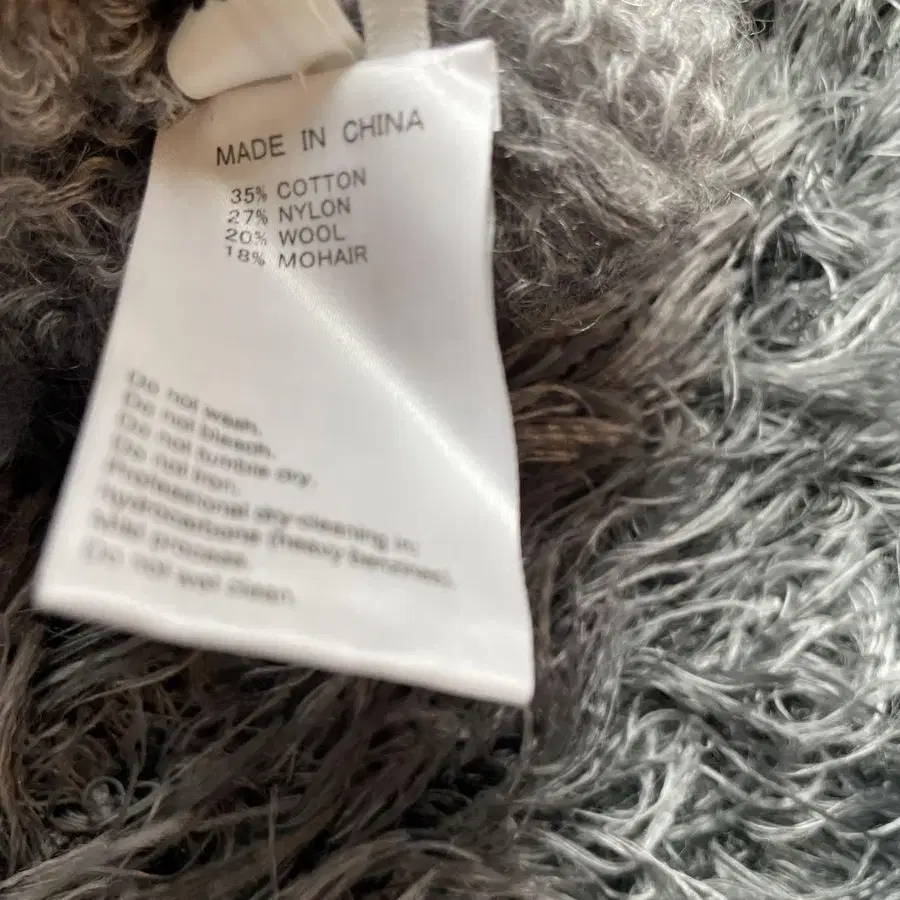 MADE IN CHINA
35% COTTON
27% NYLON
20% WOOL
18% MOHAIR
Do not wash.
Do not bleach.
Do not tumble dry.
Do not iron.
Professional dry-cleaning in:
hydrocarbons (heavy benzines).
Mild process.
Do not wet clean.